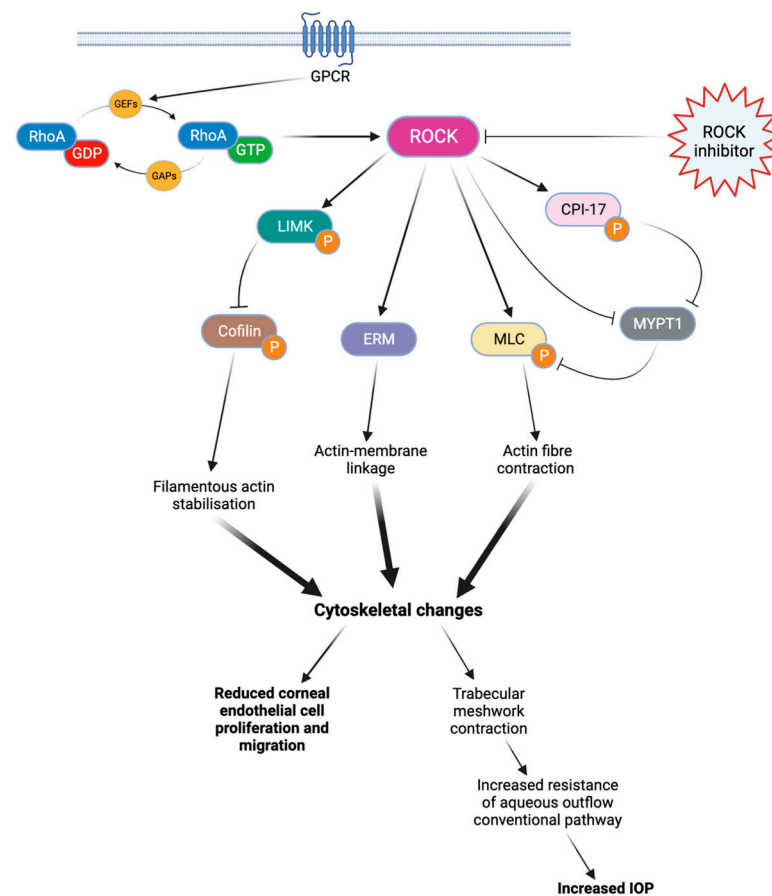 GPCR
GEFs
RhoA
GDP
RhoA
GTP
GAPs
ROCK
ROCK
inhibitor
CPI-17
P
LIMK
P
MYPT1
Cofilin
P
ERM
MLC
P
Actin-membrane
linkage
Actin fibre
contraction
Filamentous actin
stabilisation
Cytoskeletal changes
Reduced corneal
endothelial cell
proliferation and
migration
Trabecular
meshwork
contraction
Increased resistance
of aqueous outflow
conventional pathway
Increased IOP